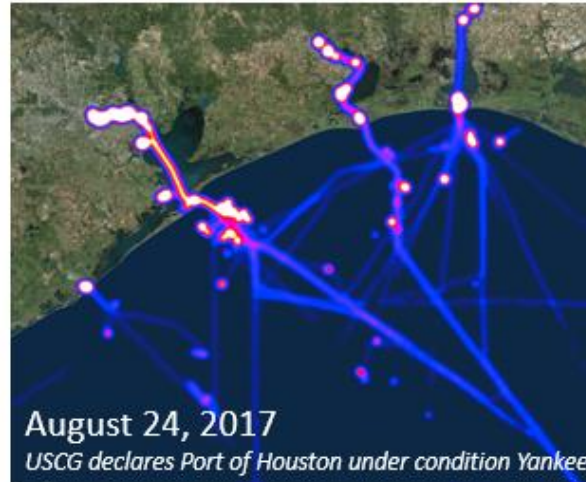 August 24, 2017
USCG declares Port of Houston under condition Yankee